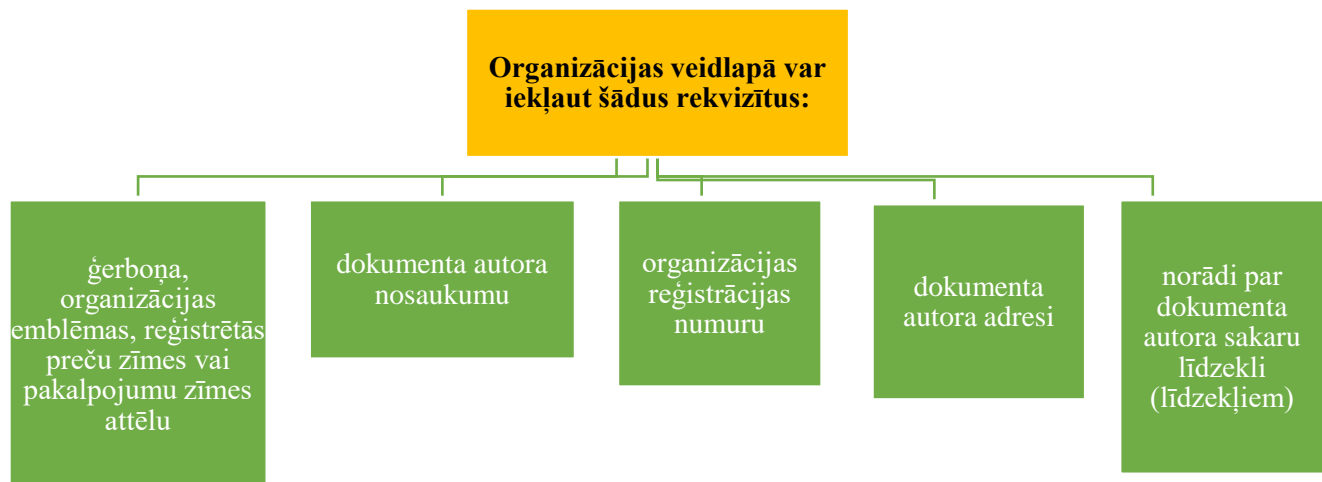 Organizācijas veidlapā var
iekļaut šādus rekvizītus:
ģerboņa,
organizācijas
emblēmas, reģistrētās
preču zīmes vai
pakalpojumu zīmes
attēlu
dokumenta autora
nosaukumu
organizācijas
reģistrācijas
numuru
dokumenta
autora adresi
norādi par
dokumenta
autora sakaru
līdzekli
(līdzekļiem)